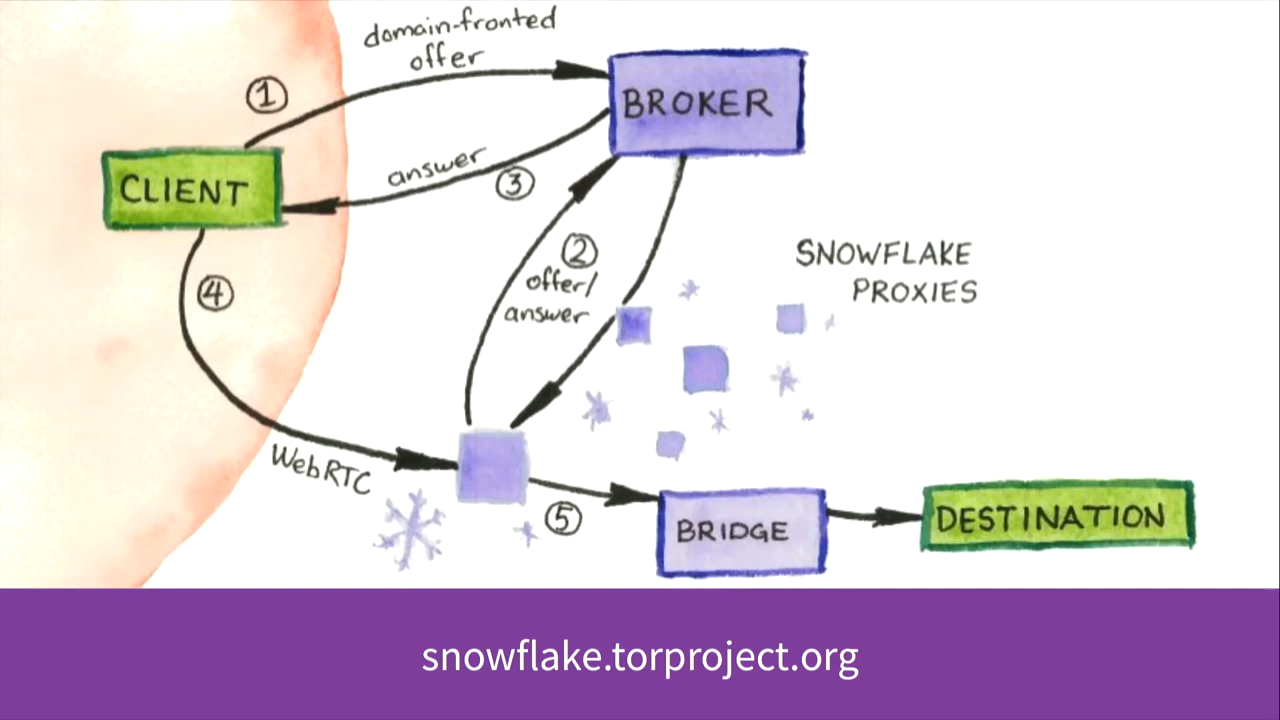 domain-fronted
offer
①
BROKER
answer
③
CLIENT
②
offer/
answer
SNOWFLAKE
PROXIES
④
WebRTC
⑤
BRIDGE
DESTINATION
snowflake.torproject.org